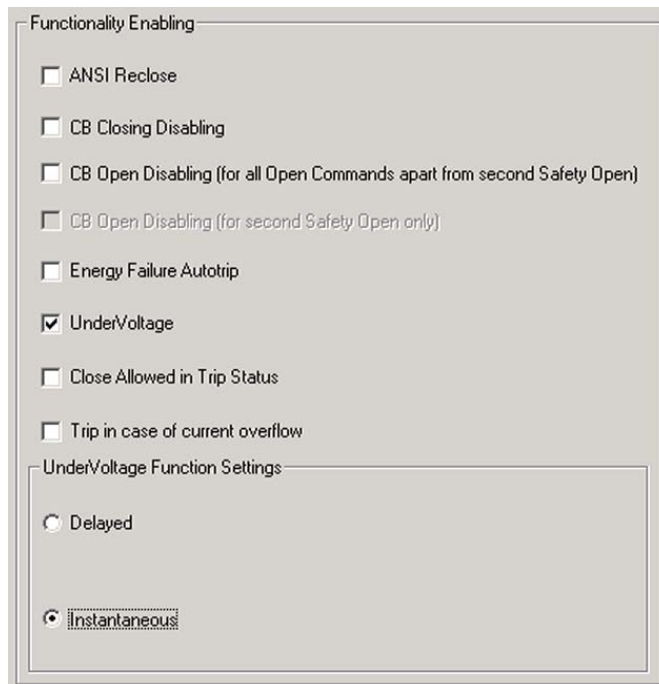 Functionality Enabling
ANSI Reclose
CB Closing Disabling
CB Open Disabling (for all Open Commands apart from second Safety Open)
CB Open Disabling (for second Safety Open only)
Energy Failure Autotrip
UnderVoltage
Close Allowed in Trip Status
Trip in case of current overflow
UnderVoltage Function Settings
Delayed
Instantaneous